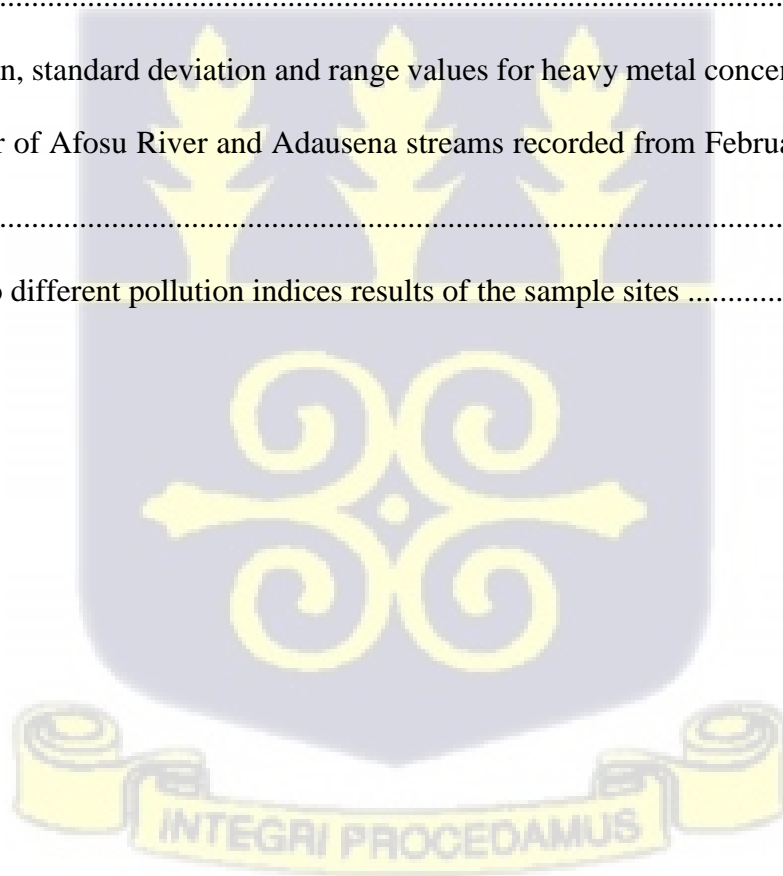 ................................................................................
n, standard deviation and range values for heavy metal concen
r of Afosu River and Adausena streams recorded from Februa
................................................................................
o different pollution indices results of the sample sites ............
INTEGRI PROCEDAMUS